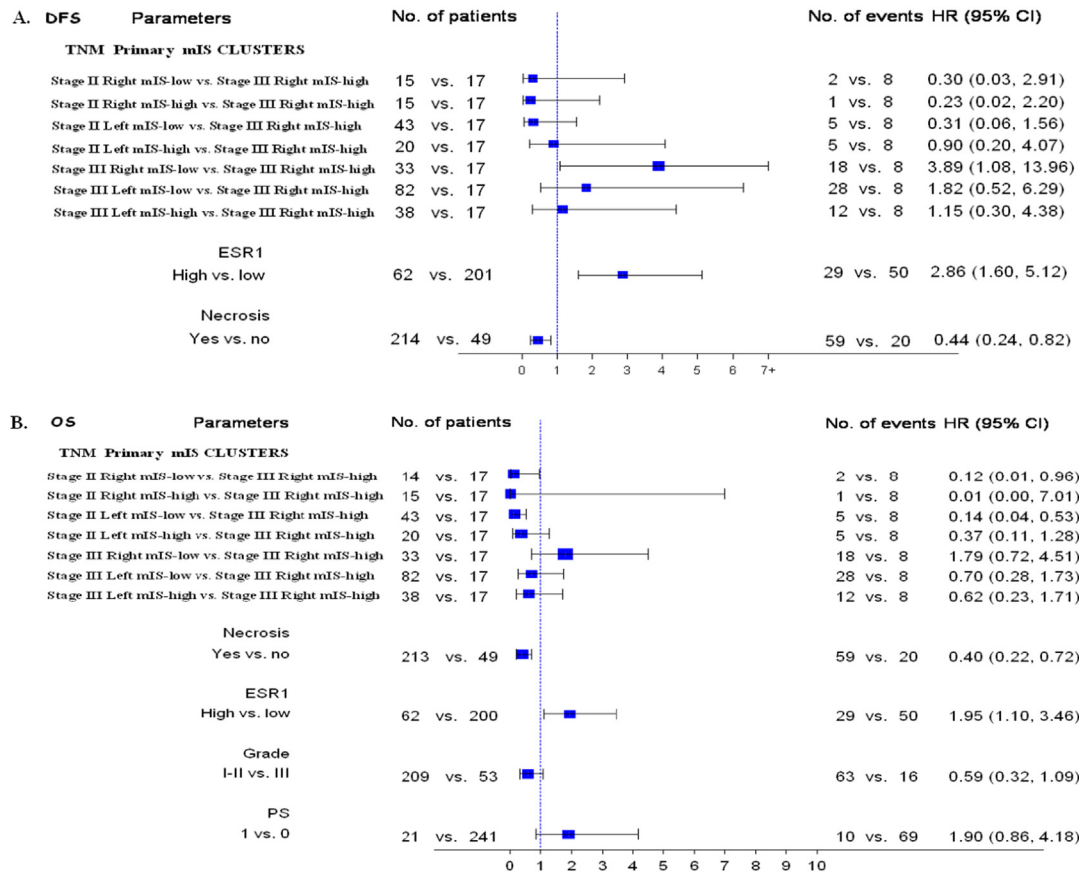 A. DFS Parameters No. of patients No. of events HR (95% CI)
TNM Primary mIS CLUSTERS
Stage II Right mIS-low vs. Stage III Right mIS-high 15 vs. 17 2 vs. 8 0.30 (0.03, 2.91)
Stage II Right mIS-high vs. Stage III Right mIS-high 15 vs. 17 1 vs. 8 0.23 (0.02, 2.20)
Stage II Left mIS-low vs. Stage III Right mIS-high 43 vs. 17 5 vs. 8 0.31 (0.06, 1.56)
Stage II Left mIS-high vs. Stage III Right mIS-high 20 vs. 17 5 vs. 8 0.90 (0.20, 4.07)
Stage III Right mIS-low vs. Stage III Right mIS-high 33 vs. 17 18 vs. 8 3.89 (1.08, 13.96)
Stage III Left mIS-low vs. Stage III Right mIS-high 82 vs. 17 28 vs. 8 1.82 (0.52, 6.29)
Stage III Left mIS-high vs. Stage III Right mIS-high 38 vs. 17 12 vs. 8 1.15 (0.30, 4.38)
ESR1
High vs. low 62 vs. 201 29 vs. 50 2.86 (1.60, 5.12)
Necrosis
Yes vs. no 214 vs. 49 59 vs. 20 0.44 (0.24, 0.82)
0 1 2 3 4 5 6 7+
B. OS Parameters No. of patients No. of events HR (95% CI)
TNM Primary mIS CLUSTERS
Stage II Right mIS-low vs. Stage III Right mIS-high 14 vs. 17 2 vs. 8 0.12 (0.01, 0.96)
Stage II Right mIS-high vs. Stage III Right mIS-high 15 vs. 17 1 vs. 8 0.01 (0.00, 7.01)
Stage II Left mIS-low vs. Stage III Right mIS-high 43 vs. 17 5 vs. 8 0.14 (0.04, 0.53)
Stage II Left mIS-high vs. Stage III Right mIS-high 20 vs. 17 5 vs. 8 0.37 (0.11, 1.28)
Stage III Right mIS-low vs. Stage III Right mIS-high 33 vs. 17 18 vs. 8 1.79 (0.72, 4.51)
Stage III Left mIS-low vs. Stage III Right mIS-high 82 vs. 17 28 vs. 8 0.70 (0.28, 1.73)
Stage III Left mIS-high vs. Stage III Right mIS-high 38 vs. 17 12 vs. 8 0.62 (0.23, 1.71)
Necrosis
Yes vs. no 213 vs. 49 59 vs. 20 0.40 (0.22, 0.72)
ESR1
High vs. low 62 vs. 200 29 vs. 50 1.95 (1.10, 3.46)
Grade
I-II vs. III 209 vs. 53 63 vs. 16 0.59 (0.32, 1.09)
PS
1 vs. 0 21 vs. 241 10 vs. 69 1.90 (0.86, 4.18)
0 1 2 3 4 5 6 7 8 9 10